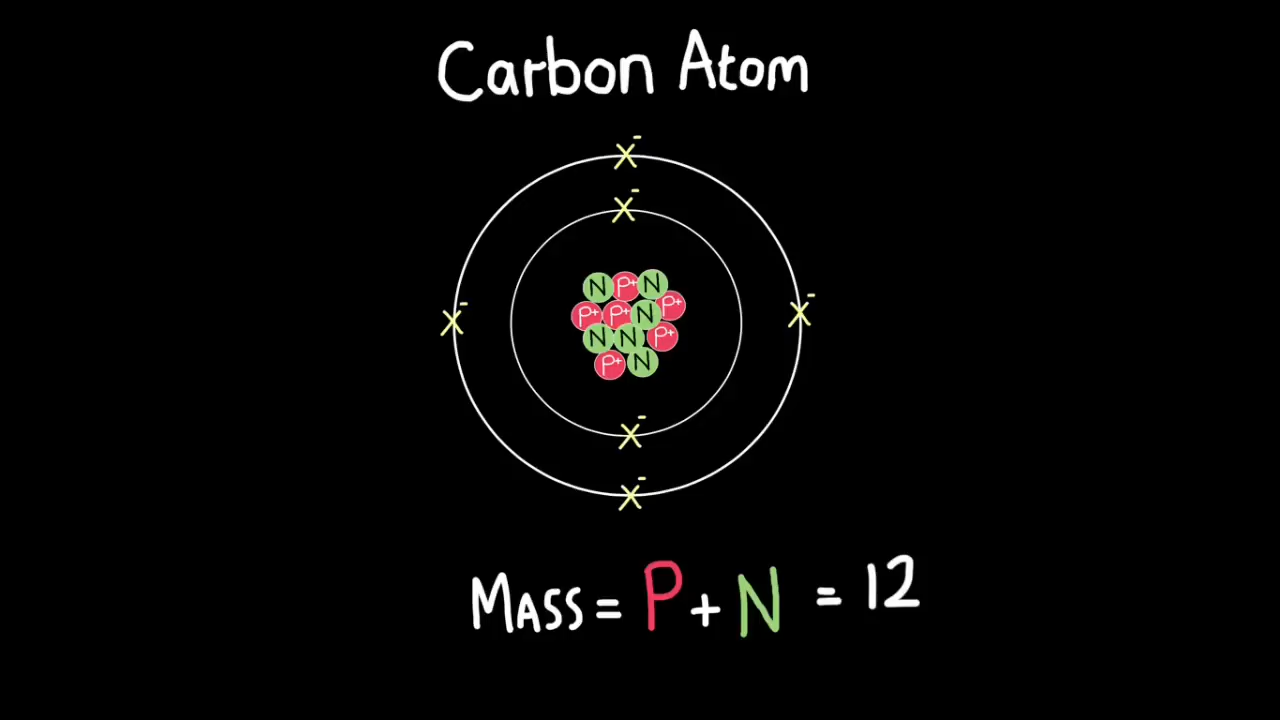 Carbon Atom
X⁻
X⁻
N P⁺ N
P⁺ P⁺ N P⁺
X⁻ X⁻
N N P⁺
P⁺ N
X⁻
X⁻
MASS = P + N = 12